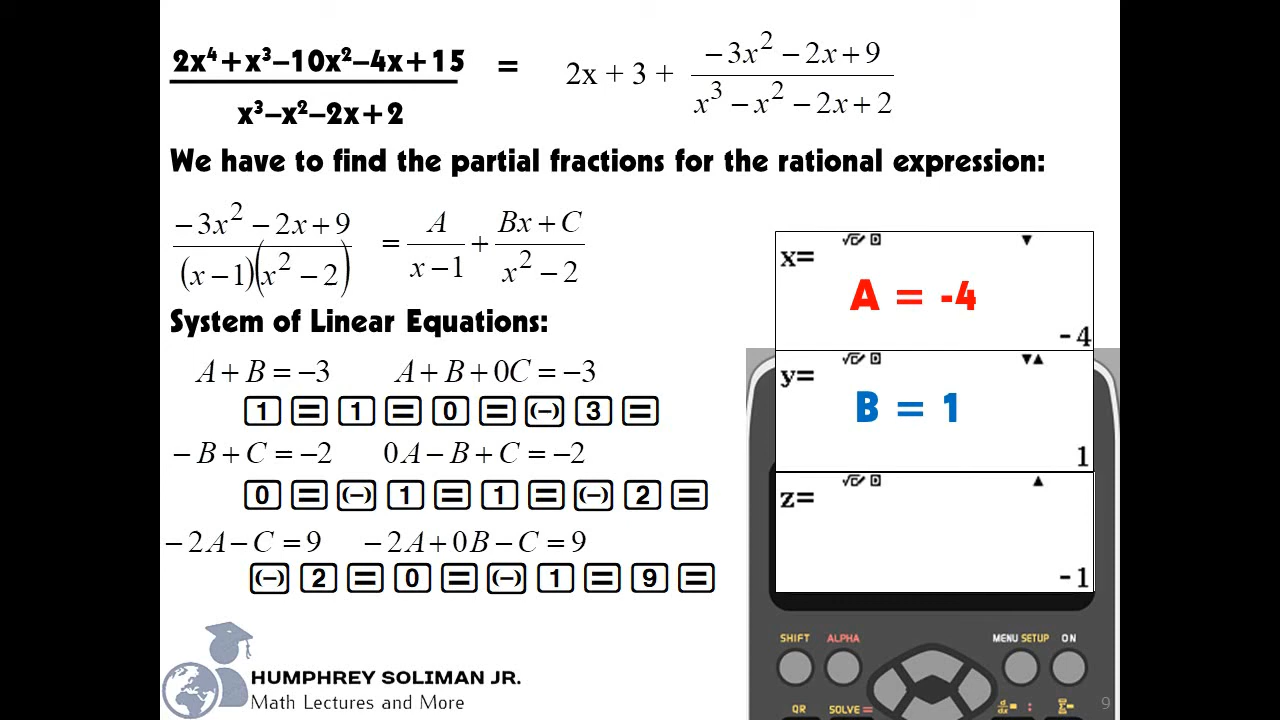 2x⁴+x³–10x²–4x+15 = 2x + 3 + −3x² − 2x + 9
x³–x²–2x+2 x³ − x² − 2x + 2
We have to find the partial fractions for the rational expression:
−3x² − 2x + 9 = A + Bx + C
(x − 1)(x² − 2) x − 1 x² − 2
System of Linear Equations:
A + B = −3 A + B + 0C = −3
1 = 1 = 0 = (−) 3 =
− B + C = −2 0A − B + C = −2
0 = (−) 1 = 1 = (−) 2 =
− 2A − C = 9 − 2A + 0B − C = 9
(−) 2 = 0 = (−) 1 = 9 =
√ D ▼
x=
A = -4
-4
√ D ▼▲
y=
B = 1
1
√ D ▲
z=
-1
SHIFT ALPHA MENU SETUP ON
QR SOLVE = d/dx= : Σ=
HUMPHREY SOLIMAN JR.
Math Lectures and More
9